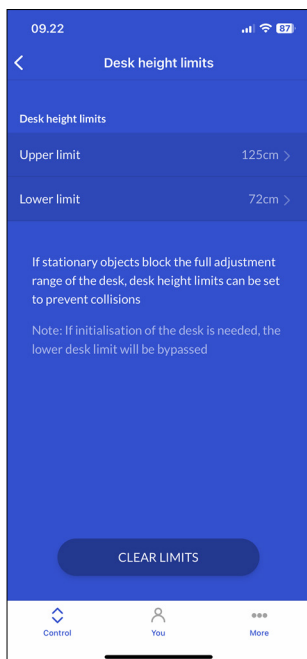 09.22
87
Desk height limits
Desk height limits
Upper limit 125cm
Lower limit 72cm
If stationary objects block the full adjustment
range of the desk, desk height limits can be set
to prevent collisions
Note: If initialisation of the desk is needed, the
lower desk limit will be bypassed
CLEAR LIMITS
Control You More